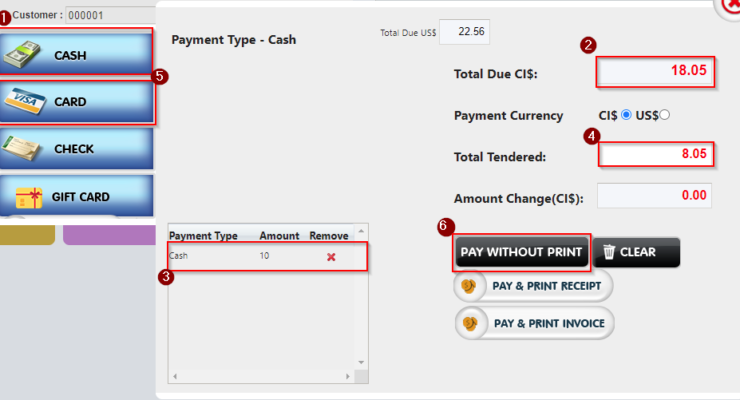 1
Customer : 000001
CASH
5
VISA
CARD
CHECK
GIFT CARD
Payment Type - Cash
Total Due US$ 22.56
2
Total Due CI$: 18.05
Payment Currency CI$ US$
4
Total Tendered: 8.05
Amount Change(CI$): 0.00
Payment Type Amount Remove
Cash 10
3
6
PAY WITHOUT PRINT CLEAR
PAY & PRINT RECEIPT
PAY & PRINT INVOICE